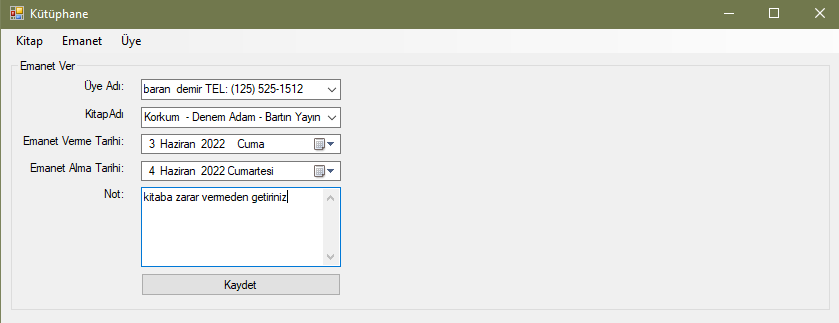 Kütüphane
Kitap Emanet Üye
Emanet Ver
Üye Adı: baran demir TEL: (125) 525-1512
KitapAdı Korkum - Denem Adam - Bartın Yayın
Emanet Verme Tarihi: 3 Haziran 2022 Cuma
Emanet Alma Tarihi: 4 Haziran 2022 Cumartesi
Not: kitaba zarar vermeden getiriniz
Kaydet